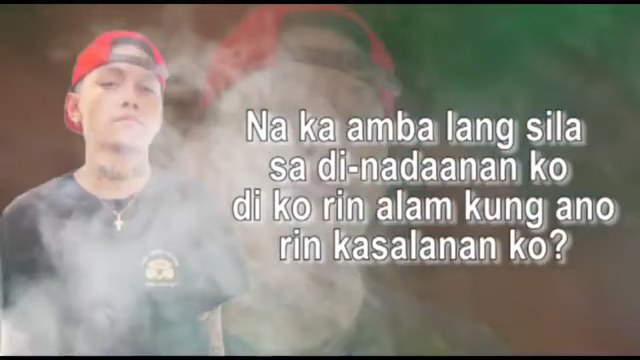 Na ka amba lang sila
sa di-nadaanan ko
di ko rin alam kung ano
rin kasalanan ko?